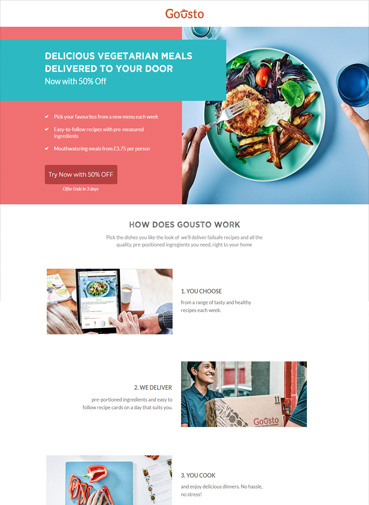 GOUSTO
DELICIOUS VEGETARIAN MEALS
DELIVERED TO YOUR DOOR
Now with 50% Off
Pick your favourites from a new menu each week
Easy-to-follow recipes with pre-measured
ingredients
Mouthwatering meals from £3.75 per person
Try Now with 50% OFF
Offer Ends in 3 days
HOW DOES GOUSTO WORK
Pick the dishes you like the look of we'll deliver failsafe recipes and all the
quality, pre-positioned ingriegients you need, right to your home
1. YOU CHOOSE
from a range of tasty and healthy
recipes each week.
2. WE DELIVER
pre-portioned ingredients and easy to
follow recipe cards on a day that suits you.
GOUSTO
3. YOU COOK
and enjoy delicious dinners. No hassle,
no stress!